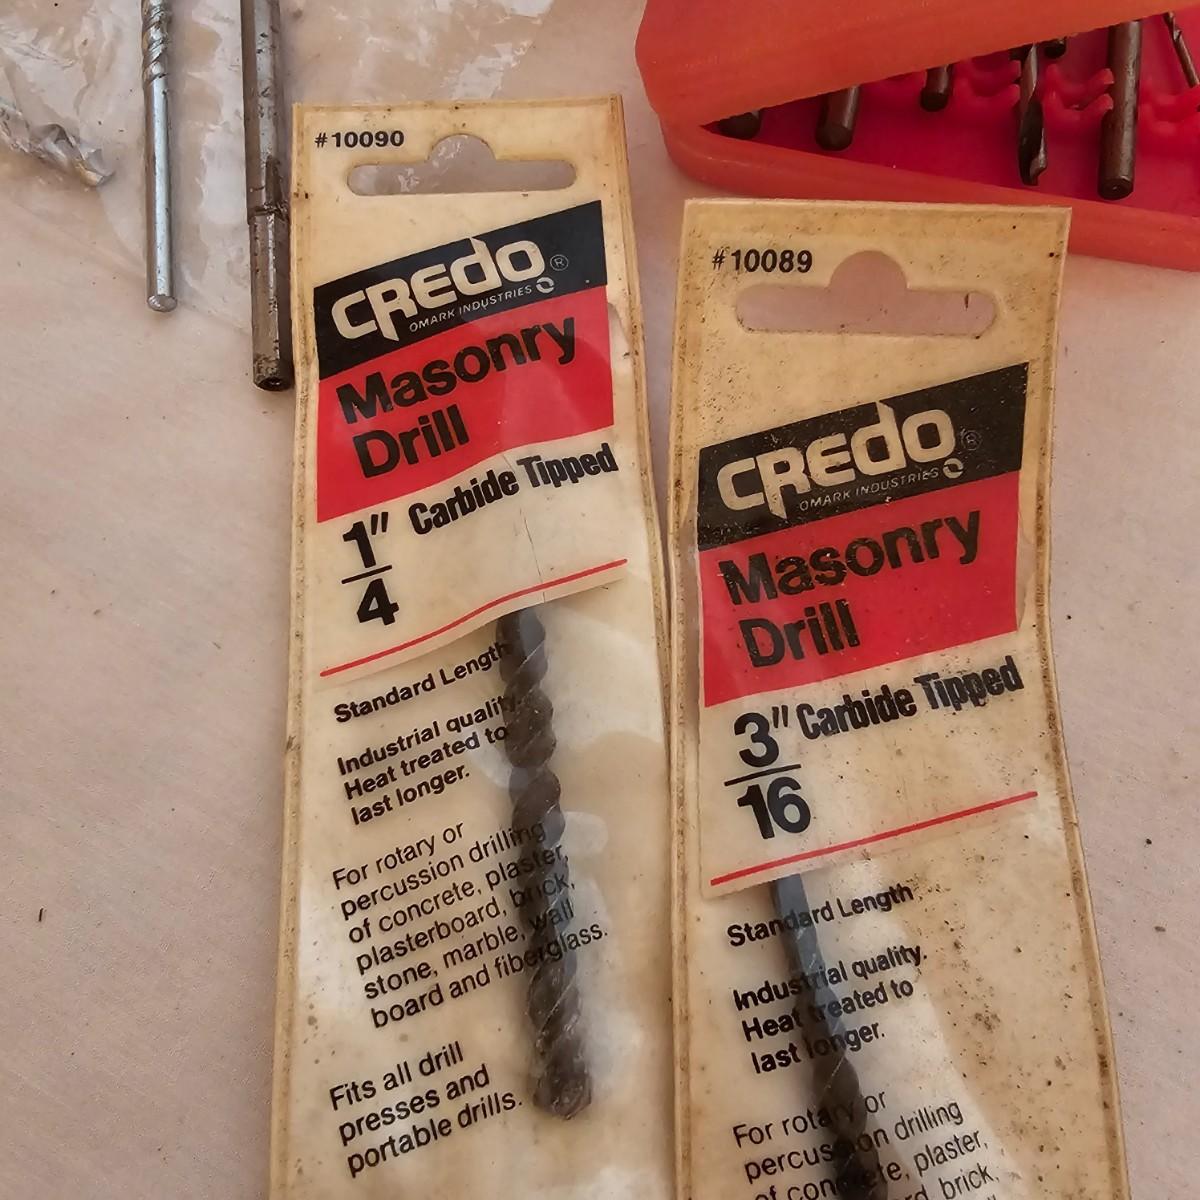 #10090
CREDO®
OMARK INDUSTRIES
Masonry
Drill
1"
4
Carbide Tipped
Standard Length
Industrial quality.
Heat treated to
last longer.
For rotary or
percussion drilling
of concrete, plaster,
plasterboard, brick,
stone, marble, wall
board and fiberglass.
Fits all drill
presses and
portable drills.
#10089
CREDO®
OMARK INDUSTRIES
Masonry
Drill
3"
16
Carbide Tipped
Standard Length
Industrial quality.
Heat treated to
last longer.
For rotary or
percussion drilling
of concrete, plaster,
brick,